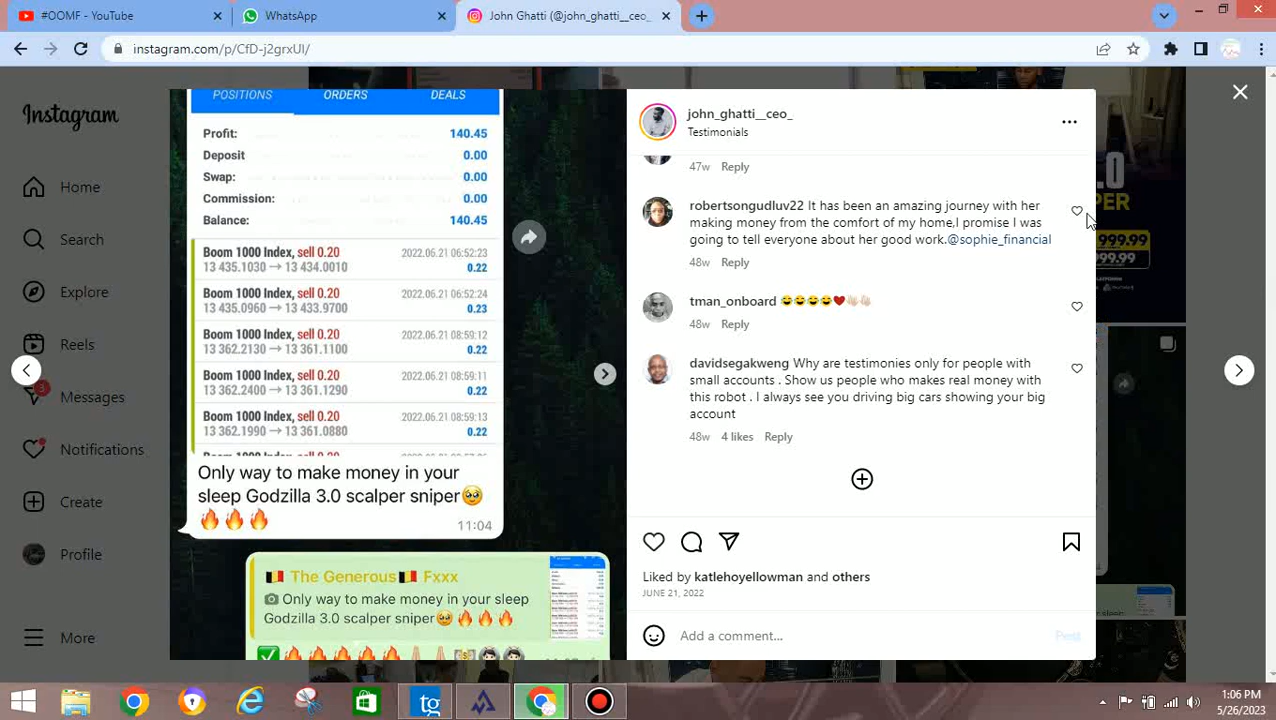 #OOMF - YouTube
WhatsApp
John Ghatti (@john_ghatti__ceo_
instagram.com/p/CfD-j2grxUl/
Instagram
Home
Search
Explore
Reels
Messages
Notifications
Create
Profile
More
POSITIONS ORDERS DEALS
Profit: 140.45
Deposit 0.00
Swap: 0.00
Commission: 0.00
Balance: 140.45
Boom 1000 Index, sell 0.20 2022.06.21 06:52:23
13 435.1030 → 13 434.0010 0.22
Boom 1000 Index, sell 0.20 2022.06.21 06:52:24
13 435.0960 → 13 433.9700 0.23
Boom 1000 Index, sell 0.20 2022.06.21 08:59:12
13 362.2130 → 13 361.1100 0.22
Boom 1000 Index, sell 0.20 2022.06.21 08:59:11
13 362.2400 → 13 361.1290 0.22
Boom 1000 Index, sell 0.20 2022.06.21 08:59:13
13 362.1990 → 13 361.0880 0.22
Only way to make money in your
sleep Godzilla 3.0 scalper sniper🥹
🔥🔥🔥
11:04
🇧🇪 The Generous🇧🇪 Fxxx
Only way to make money in your sleep
Godzilla 3.0 scalper sniper🥹🔥🔥🔥
john_ghatti__ceo_
Testimonials
47w Reply
robertsongudluv22 It has been an amazing journey with her
making money from the comfort of my home,I promise I was
going to tell everyone about her good work.@sophie_financial
48w Reply
tman_onboard 😂😂😂😂❤️👋🏻👋🏻
48w Reply
davidsegakweng Why are testimonies only for people with
small accounts . Show us people who makes real money with
this robot . I always see you driving big cars showing your big
account
48w 4 likes Reply
Liked by katlehoyellowman and others
JUNE 21, 2022
Add a comment...
Post
1:06 PM
5/26/2023